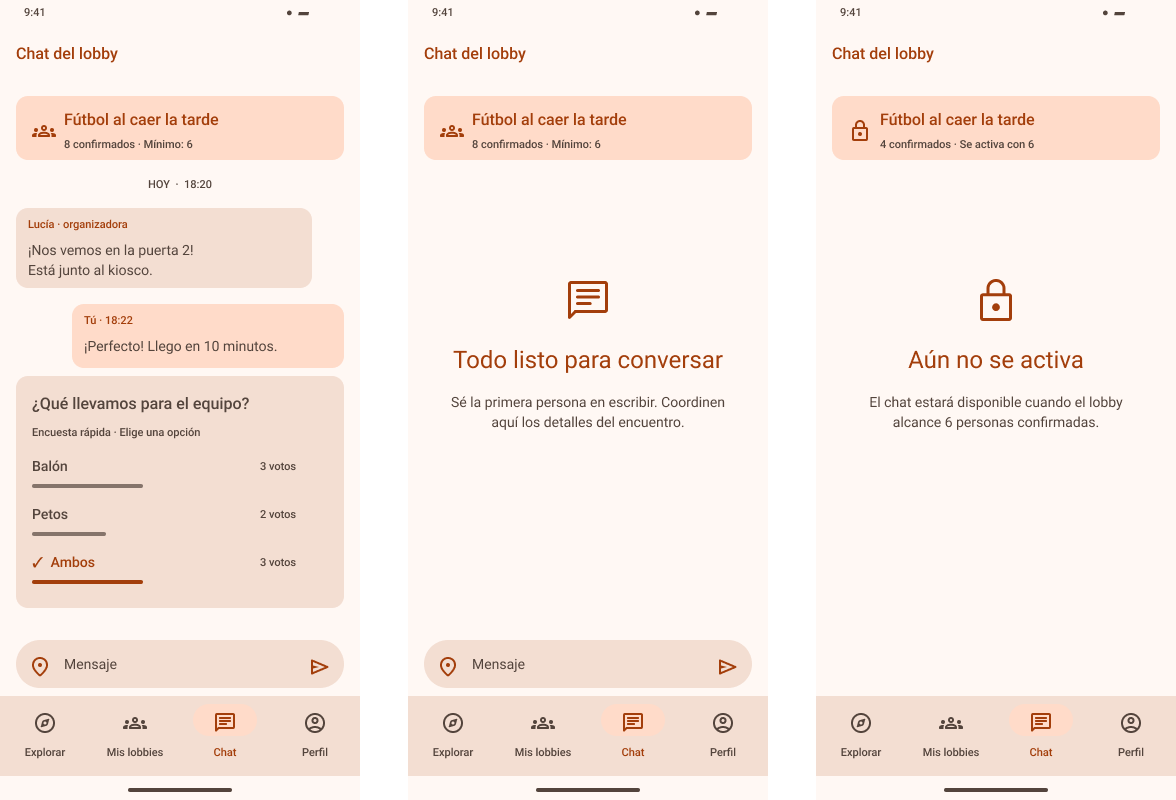 9:41
Chat del lobby
Fútbol al caer la tarde
8 confirmados · Mínimo: 6
HOY · 18:20
Lucía · organizadora
¡Nos vemos en la puerta 2!
Está junto al kiosco.
Tú · 18:22
¡Perfecto! Llego en 10 minutos.
¿Qué llevamos para el equipo?
Encuesta rápida · Elige una opción
Balón 3 votos
Petos 2 votos
✓ Ambos 3 votos
Mensaje
Explorar Mis lobbies Chat Perfil
9:41
Chat del lobby
Fútbol al caer la tarde
8 confirmados · Mínimo: 6
Todo listo para conversar
Sé la primera persona en escribir. Coordinen
aquí los detalles del encuentro.
Mensaje
Explorar Mis lobbies Chat Perfil
9:41
Chat del lobby
Fútbol al caer la tarde
4 confirmados · Se activa con 6
Aún no se activa
El chat estará disponible cuando el lobby
alcance 6 personas confirmadas.
Explorar Mis lobbies Chat Perfil